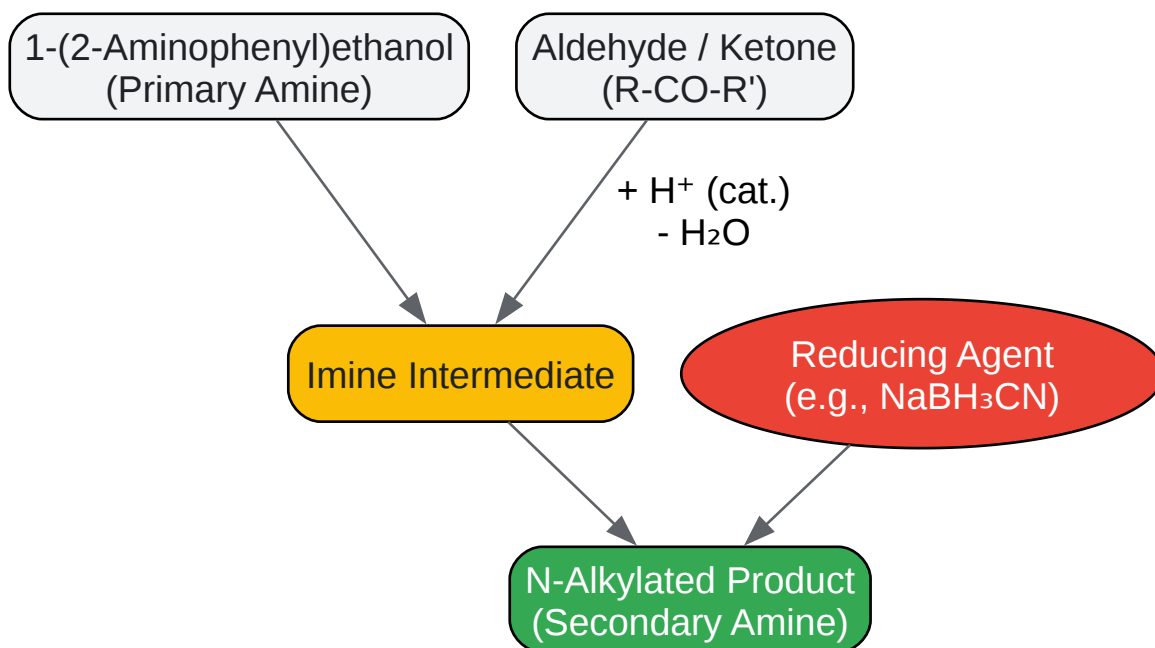 1-(2-Aminophenyl)ethanol
(Primary Amine)
Aldehyde / Ketone
(R-CO-R')
+ H⁺ (cat.)
- H₂O
Imine Intermediate
Reducing Agent
(e.g., NaBH₃CN)
N-Alkylated Product
(Secondary Amine)